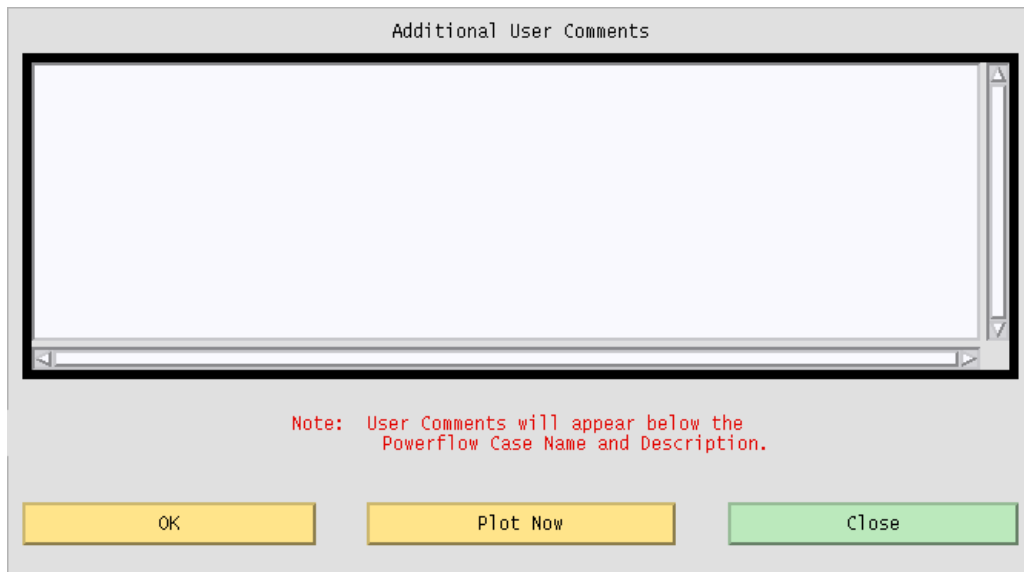 Additional User Comments
Note: User Comments will appear below the
Powerflow Case Name and Description.
OK
Plot Now
Close